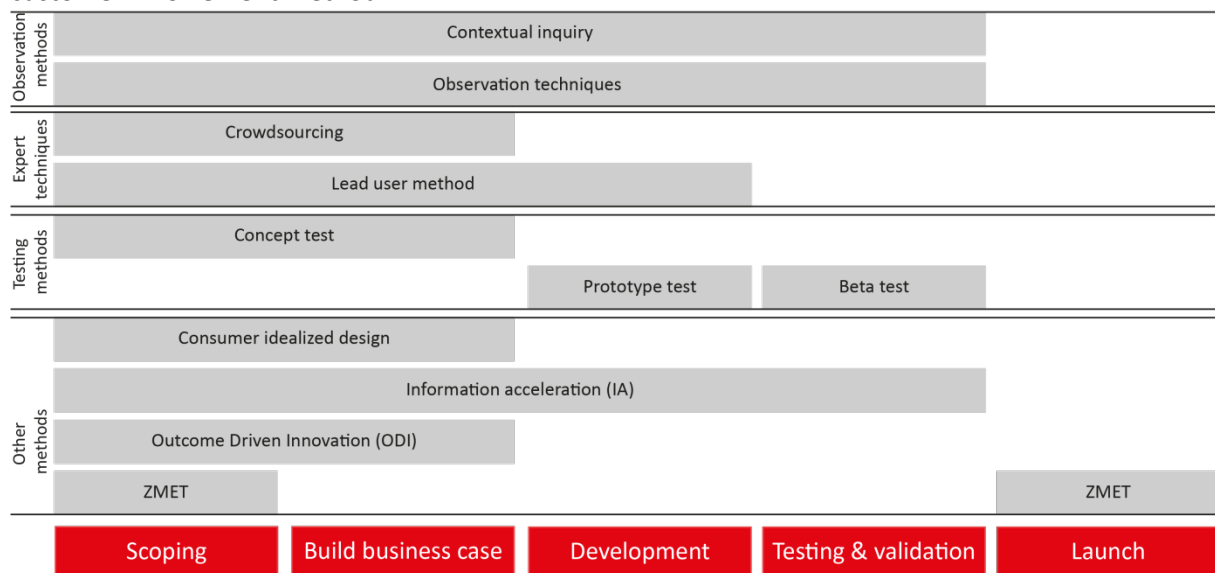 Observation
methods
Contextual inquiry
Observation techniques
Expert
techniques
Crowdsourcing
Lead user method
Testing
methods
Concept test
Prototype test
Beta test
Other
methods
Consumer idealized design
Information acceleration (IA)
Outcome Driven Innovation (ODI)
ZMET
ZMET
Scoping
Build business case
Development
Testing & validation
Launch